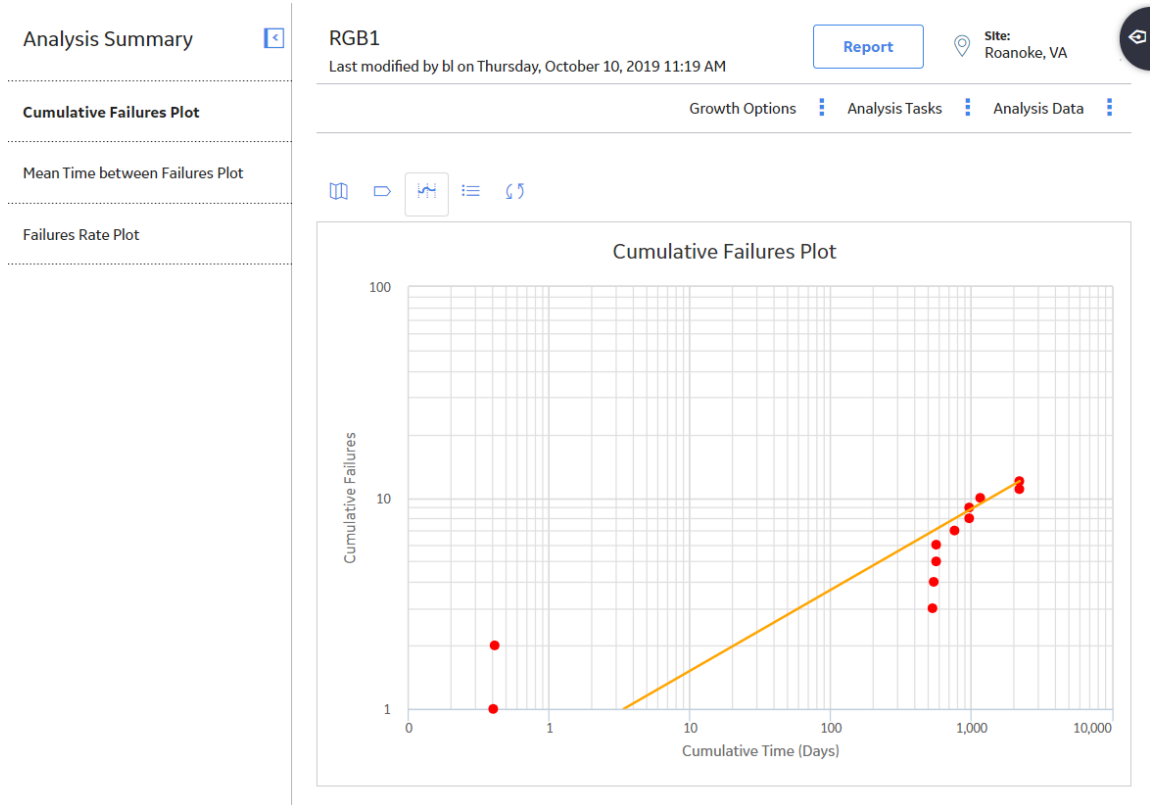 Analysis Summary
Cumulative Failures Plot
Mean Time between Failures Plot
Failures Rate Plot
RGB1
Last modified by bl on Thursday, October 10, 2019 11:19 AM
Report
Site:
Roanoke, VA
Growth Options
Analysis Tasks
Analysis Data
Cumulative Failures Plot
100
10
1
Cumulative Failures
0 1 10 100 1,000 10,000
Cumulative Time (Days)